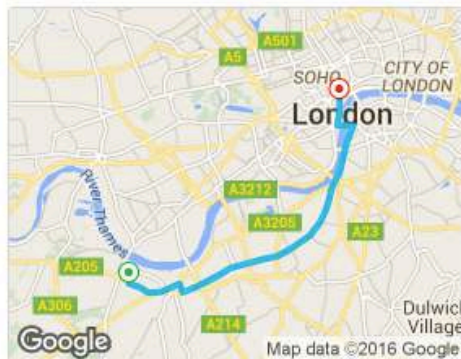 A501
A5
SOHO
CITY OF
LONDON
London
River Thames
A3212
A3205
A23
A205
A306
A214
Dulwich
Village
Google
Map data ©2016 Google